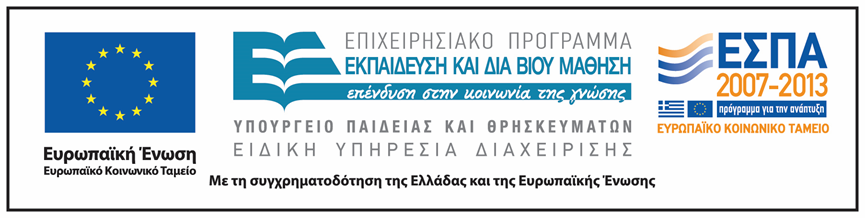 Ευρωπαϊκή Ένωση
Ευρωπαϊκό Κοινωνικό Ταμείο
ΕΠΙΧΕΙΡΗΣΙΑΚΟ ΠΡΟΓΡΑΜΜΑ
ΕΚΠΑΙΔΕΥΣΗ ΚΑΙ ΔΙΑ ΒΙΟΥ ΜΑΘΗΣΗ
επένδυση στην κοινωνία της γνώσης
ΥΠΟΥΡΓΕΙΟ ΠΑΙΔΕΙΑΣ ΚΑΙ ΘΡΗΣΚΕΥΜΑΤΩΝ
ΕΙΔΙΚΗ ΥΠΗΡΕΣΙΑ ΔΙΑΧΕΙΡΙΣΗΣ
Με τη συγχρηματοδότηση της Ελλάδας και της Ευρωπαϊκής Ένωσης
ΕΣΠΑ
2007-2013
πρόγραμμα για την ανάπτυξη
ΕΥΡΩΠΑΪΚΟ ΚΟΙΝΩΝΙΚΟ ΤΑΜΕΙΟ